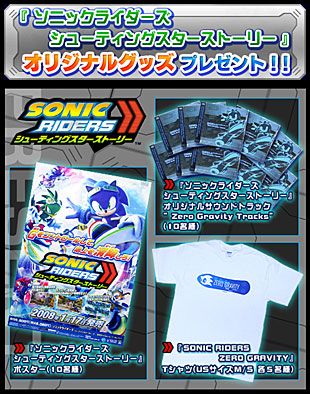 『ソニックライダーズ
シューティングスターストーリー』
オリジナルグッズ プレゼント!!
SONIC
RIDERS
シューティングスターストーリー
TM
『ソニックライダーズ
シューティングスターストーリー』
オリジナルサウンドトラック
" Zero Gravity Tracks"
(10名様)
SONIC
RIDERS
シューティングスターストーリー
2008.1.17発売
『ソニックライダーズ
シューティングスターストーリー』
ポスター(10名様)
ZERO GRAVITY
『SONIC RIDERS
ZERO GRAVITY』
Tシャツ(USサイズM/S 各5名様)